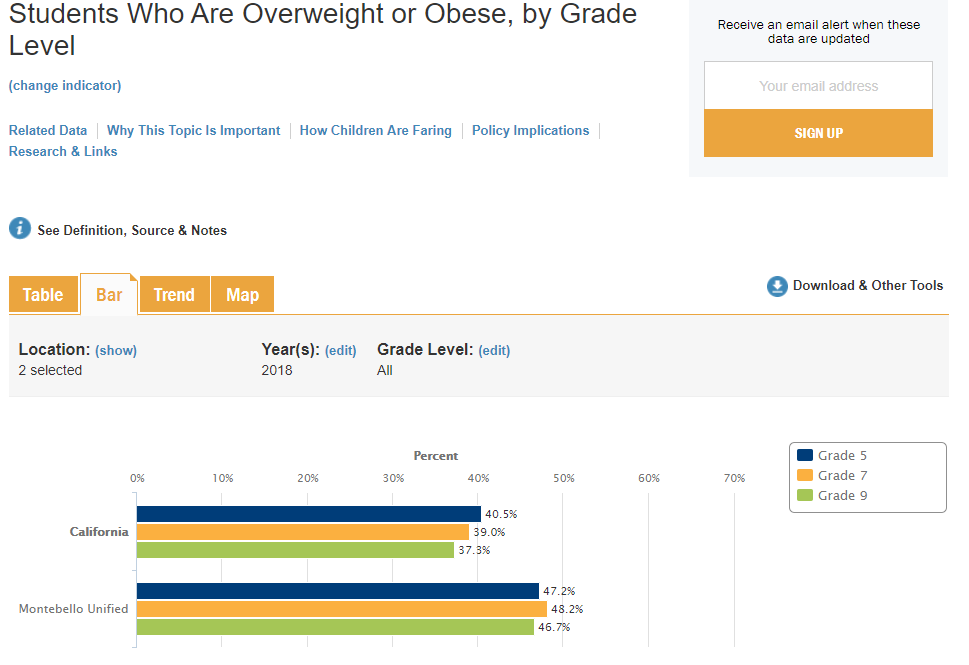 Students Who Are Overweight or Obese, by Grade
Level
(change indicator)
Related Data
Why This Topic Is Important
How Children Are Faring
Policy Implications
Research & Links
Receive an email alert when these
data are updated
Your email address
SIGN UP
See Definition, Source & Notes
Table
Bar
Trend
Map
Download & Other Tools
Location: (show)
2 selected
Year(s): (edit)
2018
Grade Level: (edit)
All
Percent
0% 10% 20% 30% 40% 50% 60% 70%
Grade 5
Grade 7
Grade 9
California
40.5%
39.0%
37.3%
Montebello Unified
47.2%
48.2%
46.7%